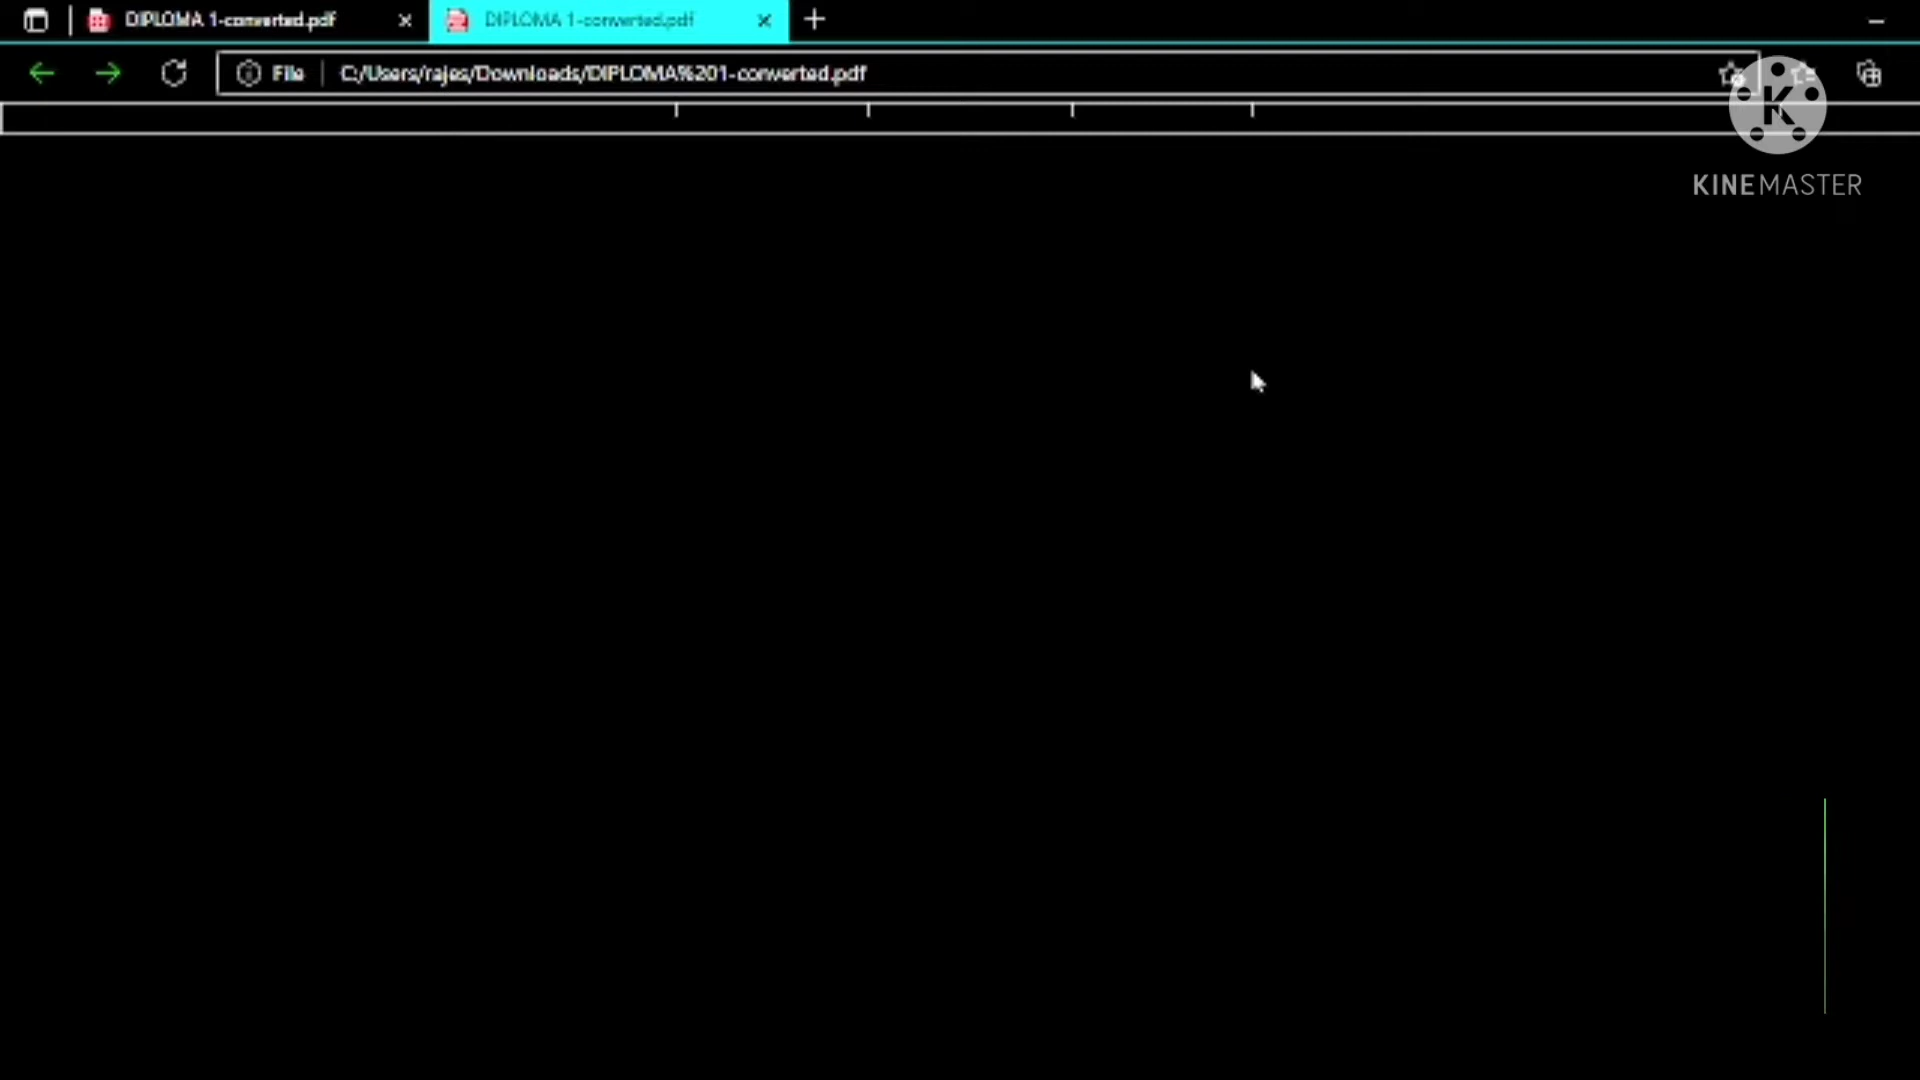 DIPLOMA 1-converted.pdf
DIPLOMA 1-converted.pdf
File
C:/Users/rajes/Downloads/DIPLOMA%201-converted.pdf
KINEMASTER